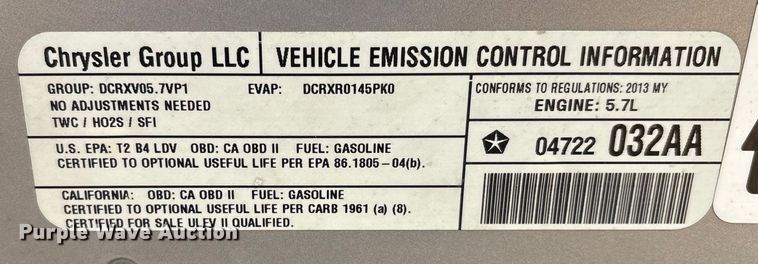 Chrysler Group LLC
VEHICLE EMISSION CONTROL INFORMATION
GROUP: DCRXV05.7VP1 EVAP: DCRXR0145PK0
NO ADJUSTMENTS NEEDED
TWC / HO2S / SFI
CONFORMS TO REGULATIONS: 2013 MY
ENGINE: 5.7L
U.S. EPA: T2 B4 LDV OBD: CA OBD II FUEL: GASOLINE
CERTIFIED TO OPTIONAL USEFUL LIFE PER EPA 86.1805-04(b).
04722 032AA
CALIFORNIA: OBD: CA OBD II FUEL: GASOLINE
CERTIFIED TO OPTIONAL USEFUL LIFE PER CARB 1961 (a) (8).
CERTIFIED FOR SALE ULEV II QUALIFIED.
Purple Wave Auction